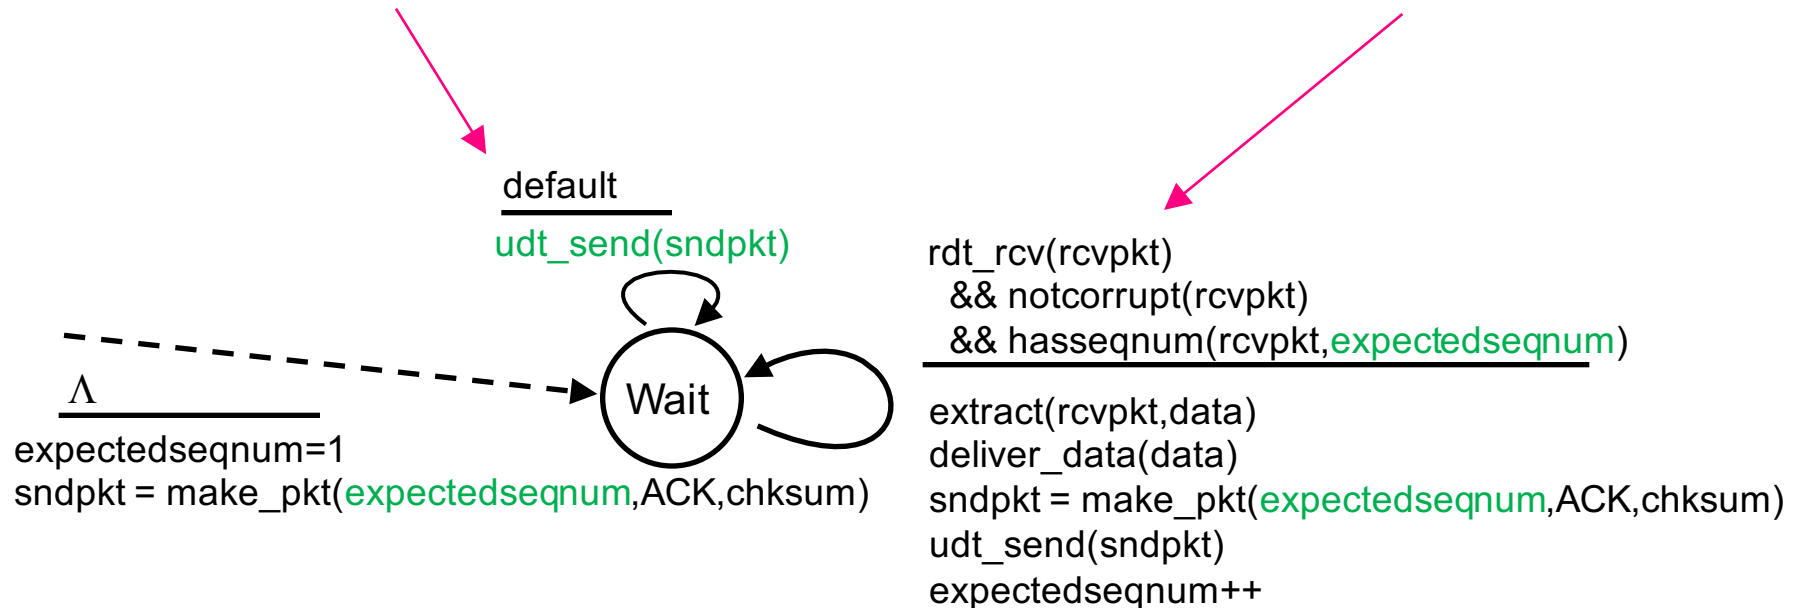 default
udt_send(sndpkt)
Λ
expectedseqnum=1
sndpkt = make_pkt(expectedseqnum,ACK,chksum)
Wait
rdt_rcv(rcvpkt)
&& notcorrupt(rcvpkt)
&& hasseqnum(rcvpkt,expectedseqnum)
extract(rcvpkt,data)
deliver_data(data)
sndpkt = make_pkt(expectedseqnum,ACK,chksum)
udt_send(sndpkt)
expectedseqnum++